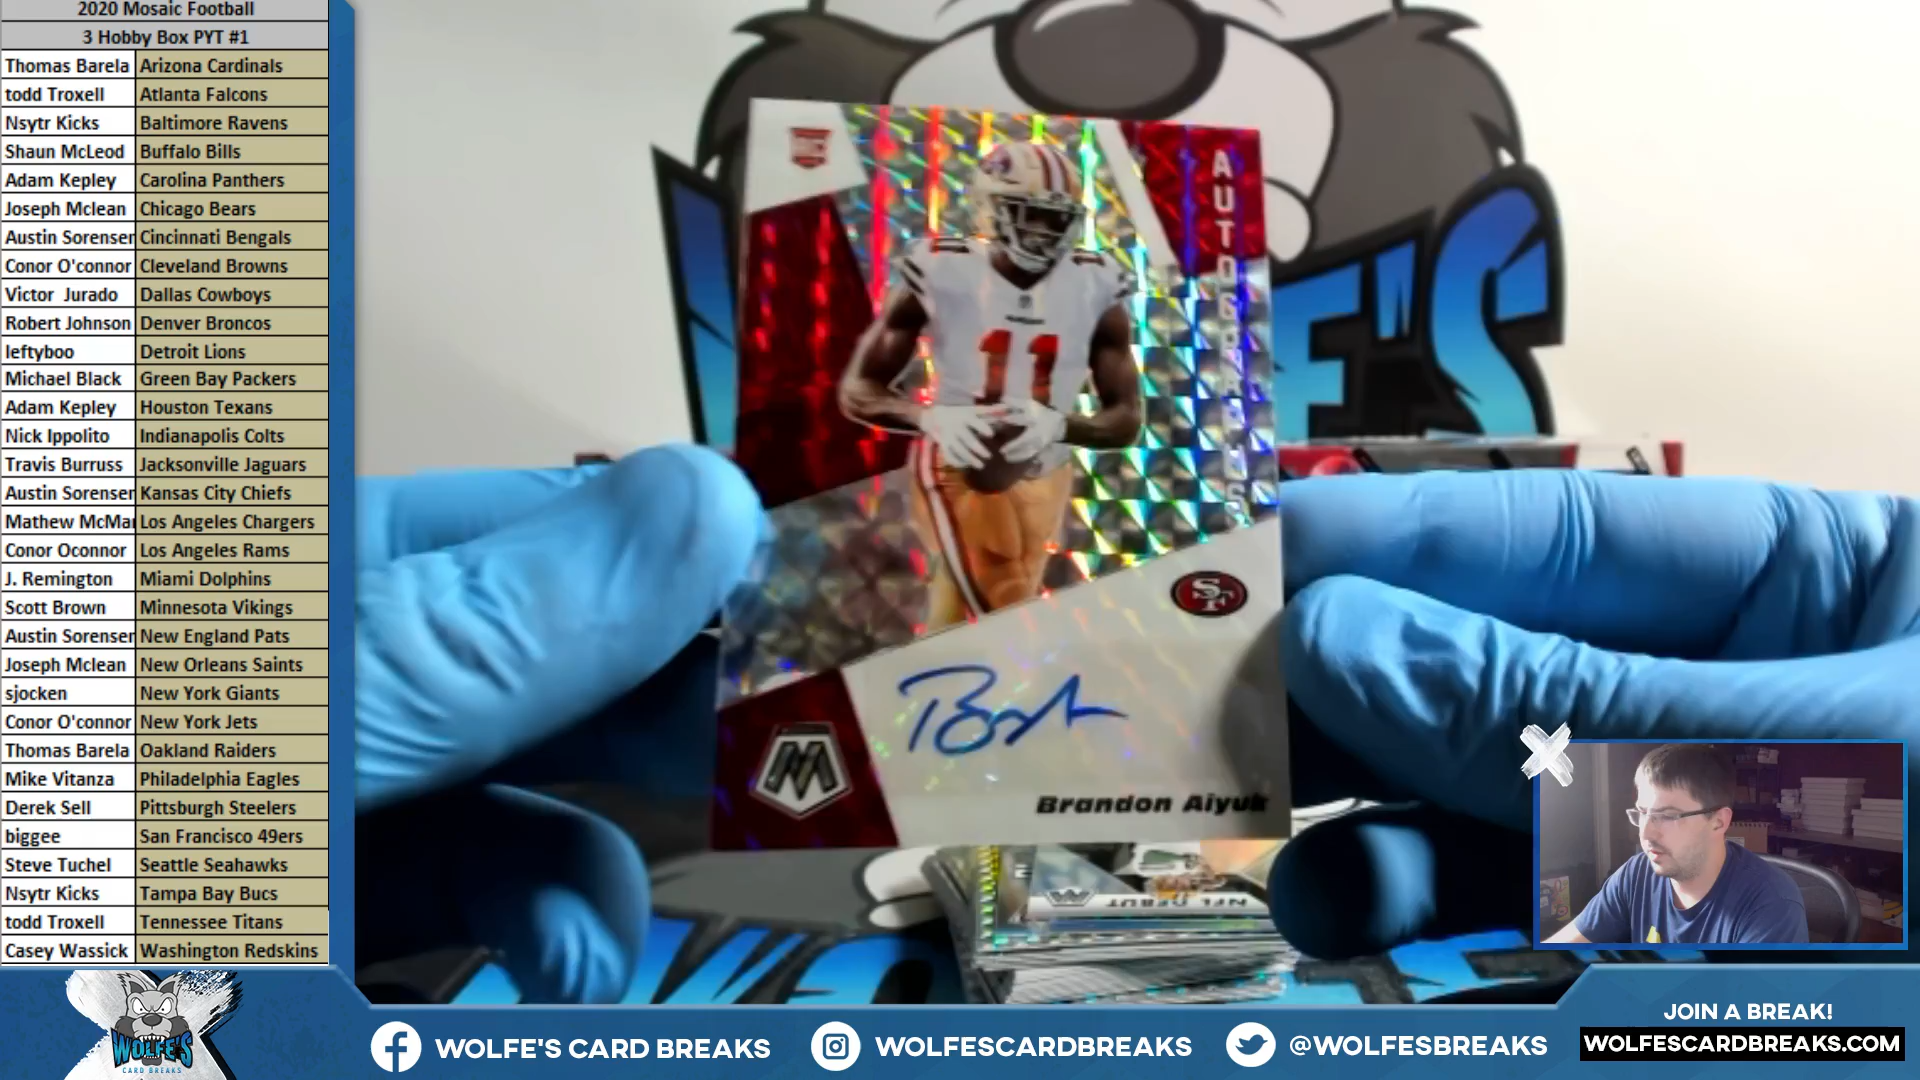 2020 Mosaic Football
3 Hobby Box PYT #1
Thomas Barela Arizona Cardinals
todd Troxell Atlanta Falcons
Nsytr Kicks Baltimore Ravens
Shaun McLeod Buffalo Bills
Adam Kepley Carolina Panthers
Joseph Mclean Chicago Bears
Austin Sorenser Cincinnati Bengals
Conor O'connor Cleveland Browns
Victor Jurado Dallas Cowboys
Robert Johnson Denver Broncos
leftyboo Detroit Lions
Michael Black Green Bay Packers
Adam Kepley Houston Texans
Nick Ippolito Indianapolis Colts
Travis Burruss Jacksonville Jaguars
Austin Sorenser Kansas City Chiefs
Mathew McMa Los Angeles Chargers
Conor Oconnor Los Angeles Rams
J. Remington Miami Dolphins
Scott Brown Minnesota Vikings
Austin Sorenser New England Pats
Joseph Mclean New Orleans Saints
sjocken New York Giants
Conor O'connor New York Jets
Thomas Barela Oakland Raiders
Mike Vitanza Philadelphia Eagles
Derek Sell Pittsburgh Steelers
biggee San Francisco 49ers
Steve Tuchel Seattle Seahawks
Nsytr Kicks Tampa Bay Bucs
todd Troxell Tennessee Titans
Casey Wassick Washington Redskins
AUTOGRAPHS
11 11
11
SF
M
Brandon Aiyuk
NFL DEBUT
WOLFE'S
CARD BREAKS
WOLFE'S CARD BREAKS
WOLFESCARDBREAKS
@WOLFESBREAKS
JOIN A BREAK!
WOLFESCARDBREAKS.COM